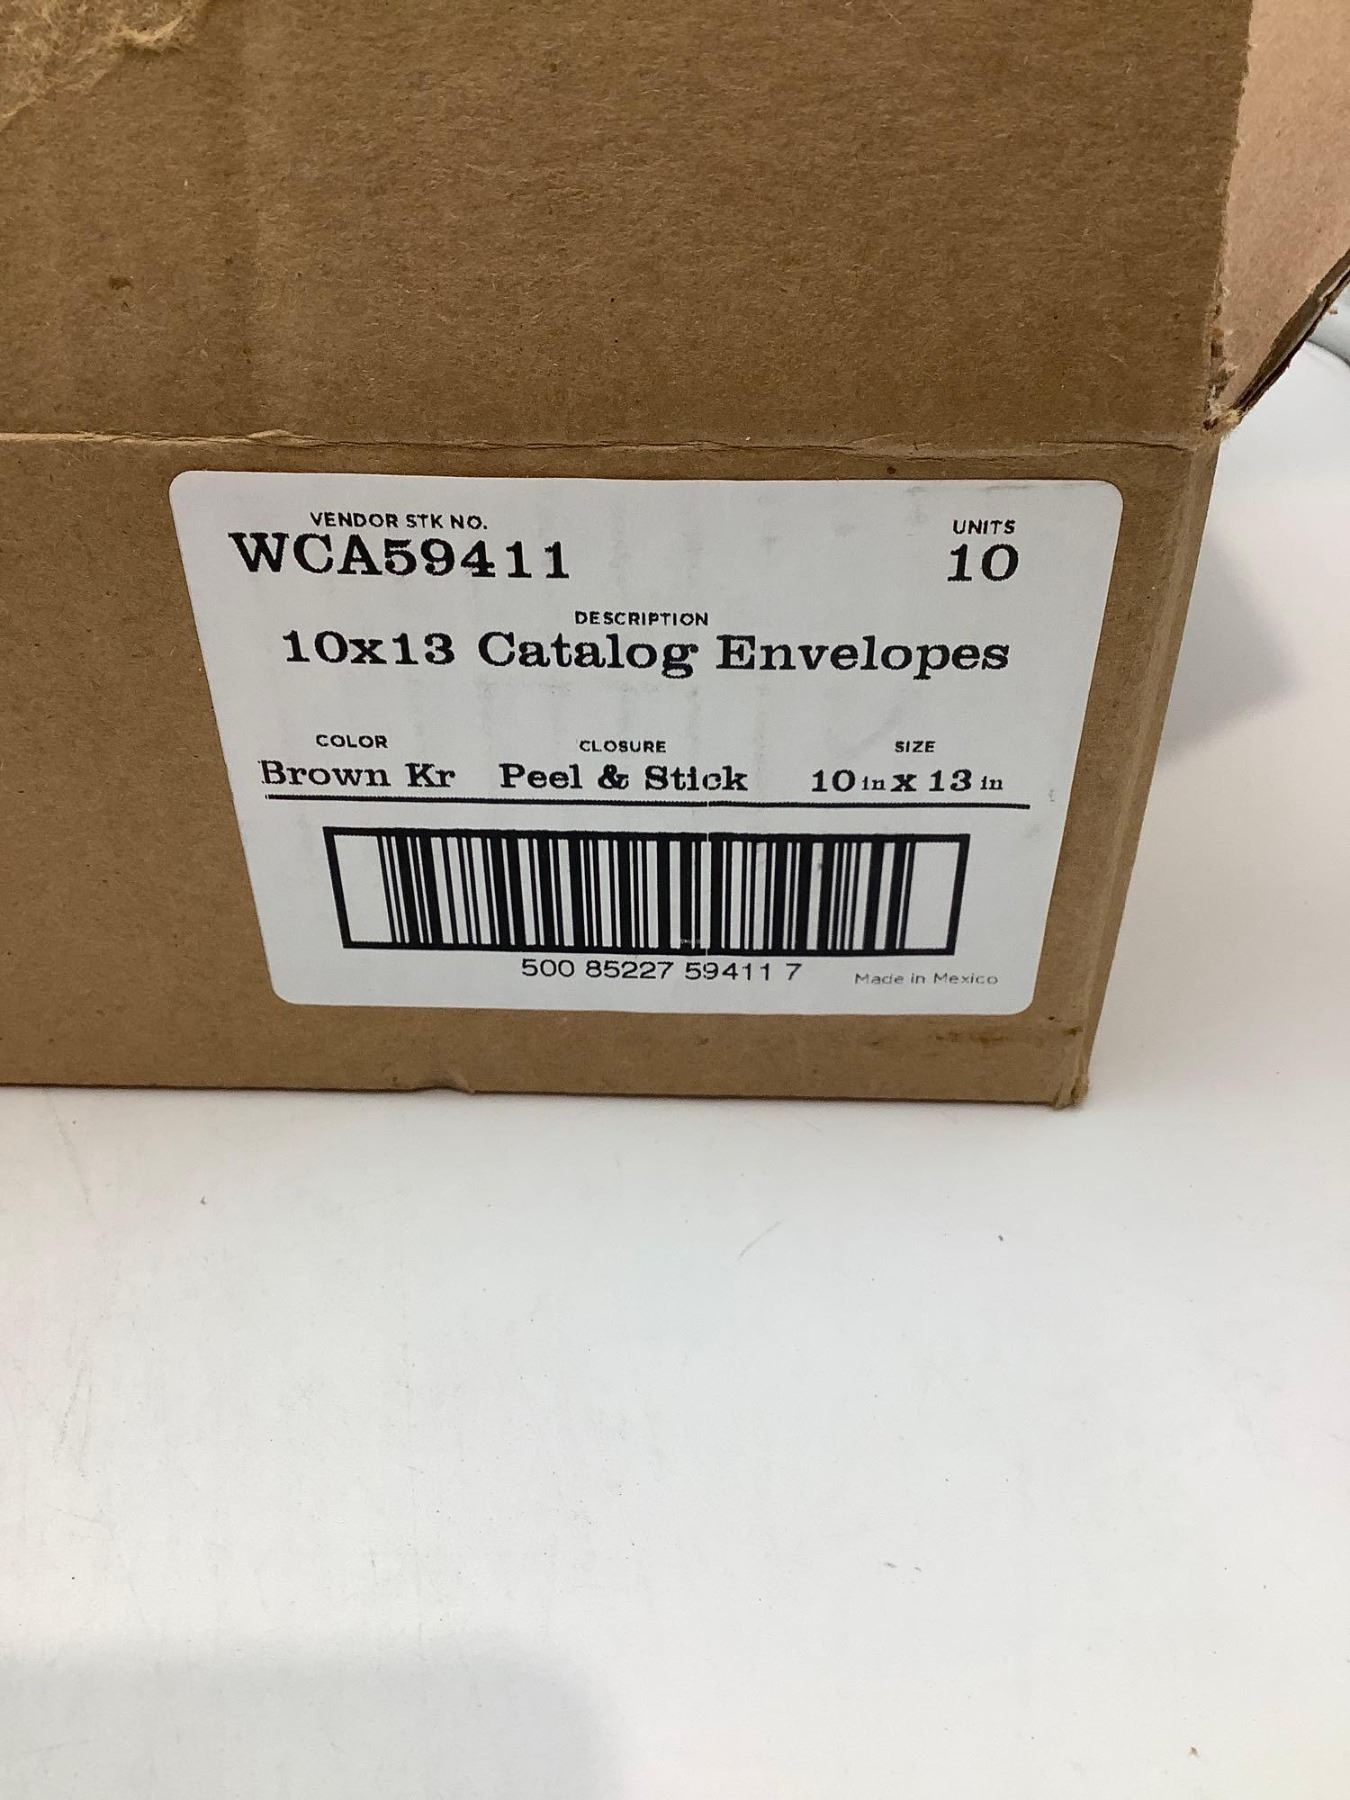 VENDOR STK NO. UNITS
WCA59411 10
DESCRIPTION
10x13 Catalog Envelopes
COLOR CLOSURE SIZE
Brown Kr Peel & Stick 10 in X 13 in
500 85227 59411 7 Made in Mexico